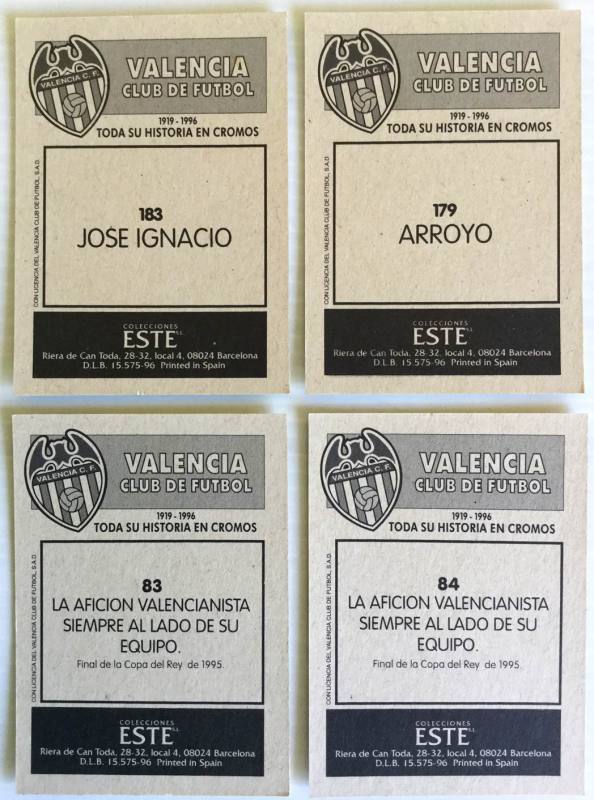 VALENCIA C. F.
VALENCIA
CLUB DE FUTBOL
1919 - 1996
TODA SU HISTORIA EN CROMOS
CON LICENCIA DEL VALENCIA CLUB DE FUTBOL, S.A.D.
183
JOSE IGNACIO
COLECCIONES
ESTE S.L.
Riera de Can Toda, 28-32, local 4, 08024 Barcelona
D.L.B. 15.575-96 Printed in Spain
VALENCIA C. F.
VALENCIA
CLUB DE FUTBOL
1919 - 1996
TODA SU HISTORIA EN CROMOS
CON LICENCIA DEL VALENCIA CLUB DE FUTBOL, S.A.D.
179
ARROYO
COLECCIONES
ESTE S.L.
Riera de Can Toda, 28-32, local 4, 08024 Barcelona
D.L.B. 15.575-96 Printed in Spain
VALENCIA C. F.
VALENCIA
CLUB DE FUTBOL
1919 - 1996
TODA SU HISTORIA EN CROMOS
CON LICENCIA DEL VALENCIA CLUB DE FUTBOL, S.A.D.
83
LA AFICION VALENCIANISTA
SIEMPRE AL LADO DE SU
EQUIPO.
Final de la Copa del Rey de 1995.
COLECCIONES
ESTE S.L.
Riera de Can Toda, 28-32, local 4, 08024 Barcelona
D.L.B. 15.575-96 Printed in Spain
VALENCIA C. F.
VALENCIA
CLUB DE FUTBOL
1919 - 1996
TODA SU HISTORIA EN CROMOS
CON LICENCIA DEL VALENCIA CLUB DE FUTBOL, S.A.D.
84
LA AFICION VALENCIANISTA
SIEMPRE AL LADO DE SU
EQUIPO.
Final de la Copa del Rey de 1995.
COLECCIONES
ESTE S.L.
Riera de Can Toda, 28-32, local 4, 08024 Barcelona
D.L.B. 15.575-96 Printed in Spain